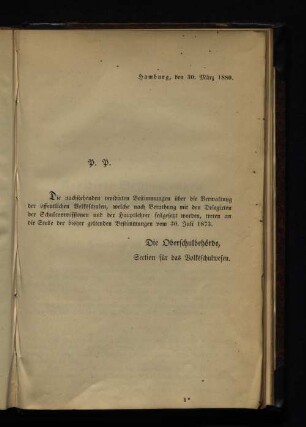 Hamburg, den 30. März 1880.
P. P.
Die nachstehenden revidirten Bestimmungen über die Verwaltung
der öffentlichen Volksschulen, welche nach Berathung mit den Delegirten
der Schulcommissionen und der Hauptlehrer festgesetzt wurden, treten an
die Stelle der bisher geltenden Bestimmungen vom 30. Juli 1873.
Die Oberschulbehörde,
Section für das Volksschulwesen.
1*